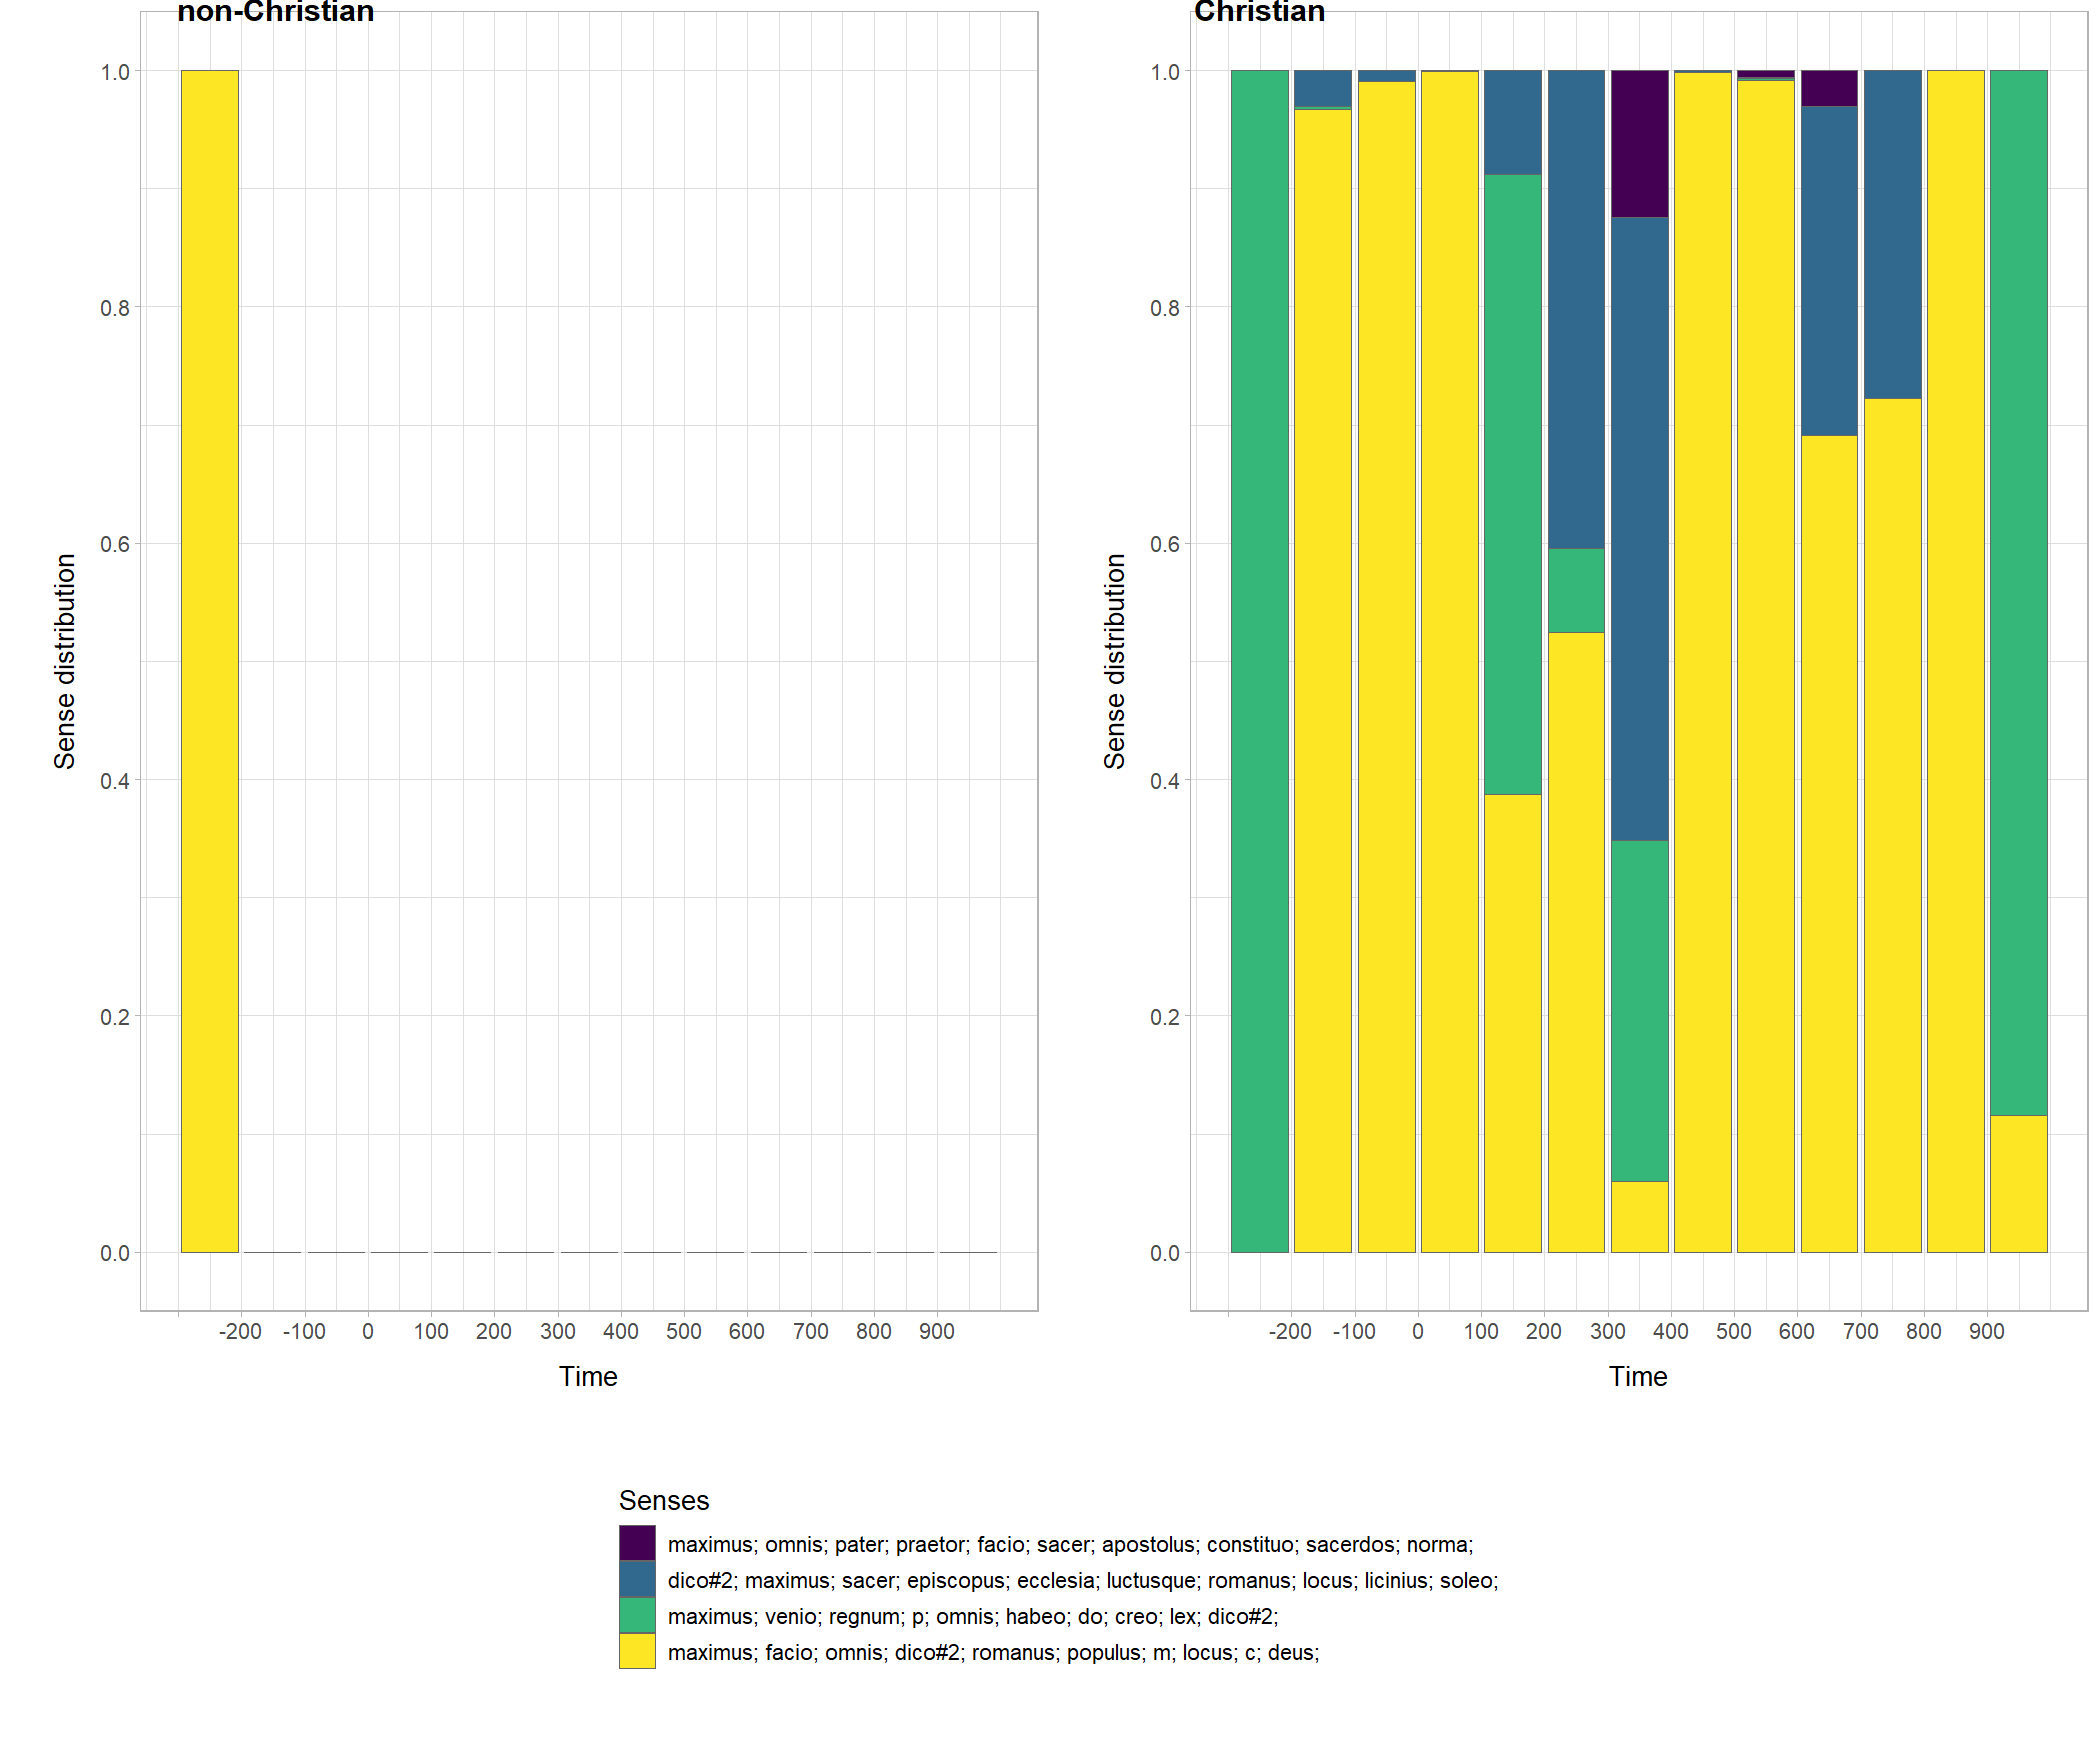 non-Christian
1.0
0.8
0.6
0.4
0.2
0.0
Sense distribution
-200 -100 0 100 200 300 400 500 600 700 800 900
Time
Christian
1.0
0.8
0.6
0.4
0.2
0.0
Sense distribution
-200 -100 0 100 200 300 400 500 600 700 800 900
Time
Senses
maximus; omnis; pater; praetor; facio; sacer; apostolus; constituo; sacerdos; norma;
dico#2; maximus; sacer; episcopus; ecclesia; luctusque; romanus; locus; licinius; soleo;
maximus; venio; regnum; p; omnis; habeo; do; creo; lex; dico#2;
maximus; facio; omnis; dico#2; romanus; populus; m; locus; c; deus;